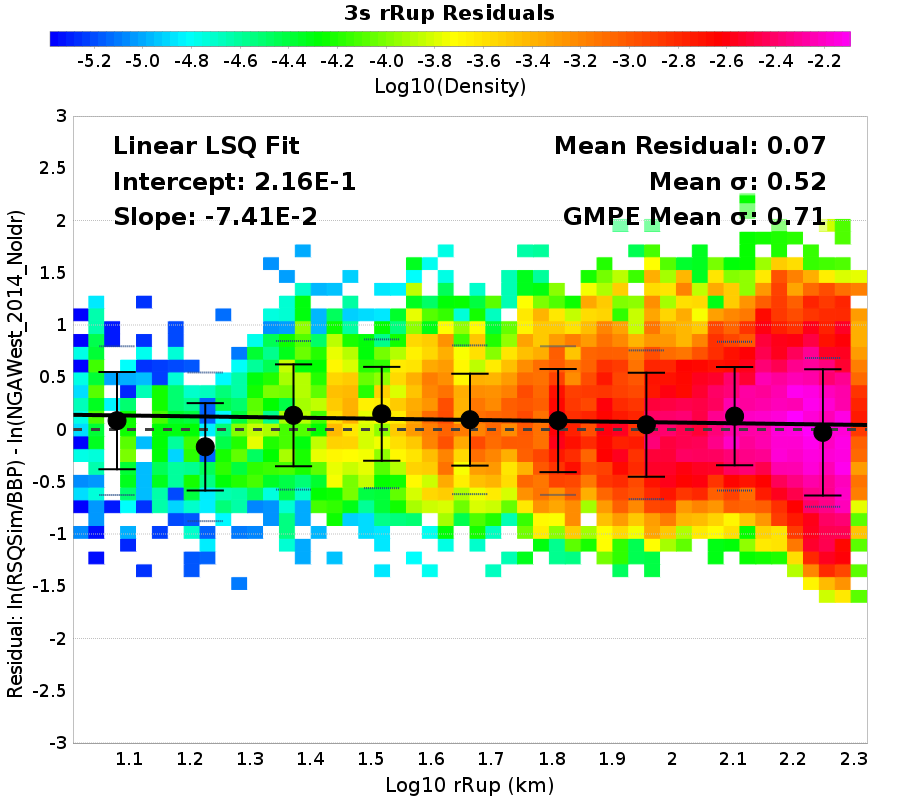 3s rRup Residuals
-5.2 -5.0 -4.8 -4.6 -4.4 -4.2 -4.0 -3.8 -3.6 -3.4 -3.2 -3.0 -2.8 -2.6 -2.4 -2.2
Log10(Density)
Linear LSQ Fit
Intercept: 2.16E-1
Slope: -7.41E-2
Mean Residual: 0.07
Mean σ: 0.52
GMPE Mean σ: 0.71
Residual: ln(RSQSim/BBP) - ln(NGAWest_2014_NoIdr)
3
2.5
2
1.5
1
0.5
0
-0.5
-1
-1.5
-2
-2.5
-3
1.1 1.2 1.3 1.4 1.5 1.6 1.7 1.8 1.9 2 2.1 2.2 2.3
Log10 rRup (km)